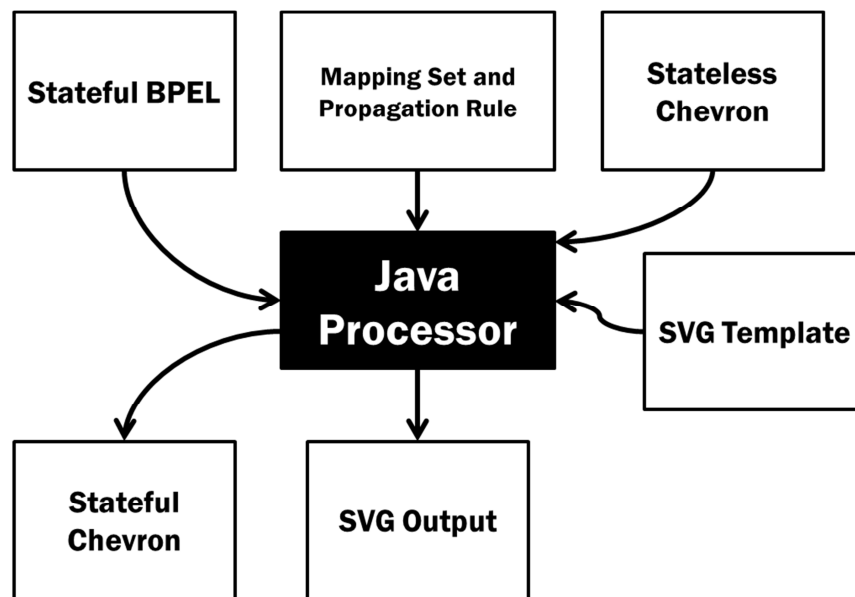 Stateful BPEL
Mapping Set and
Propagation Rule
Stateless
Chevron
Java
Processor
SVG Template
Stateful
Chevron
SVG Output